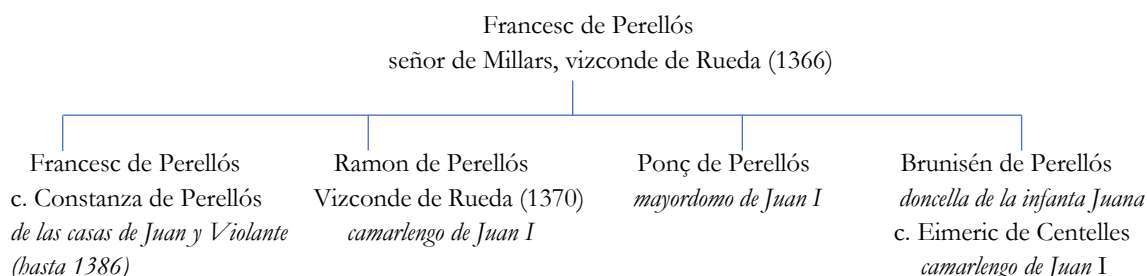 Francesc de Perellós
señor de Millars, vizconde de Rueda (1366)
Francesc de Perellós
c. Constanza de Perellós
de las casas de Juan y Violante
(hasta 1386)
Ramon de Perellós
Vizconde de Rueda (1370)
camarlengo de Juan I
Ponç de Perellós
mayordomo de Juan I
Brunisén de Perellós
doncella de la infanta Juana
c. Eimeric de Centelles
camarlengo de Juan I